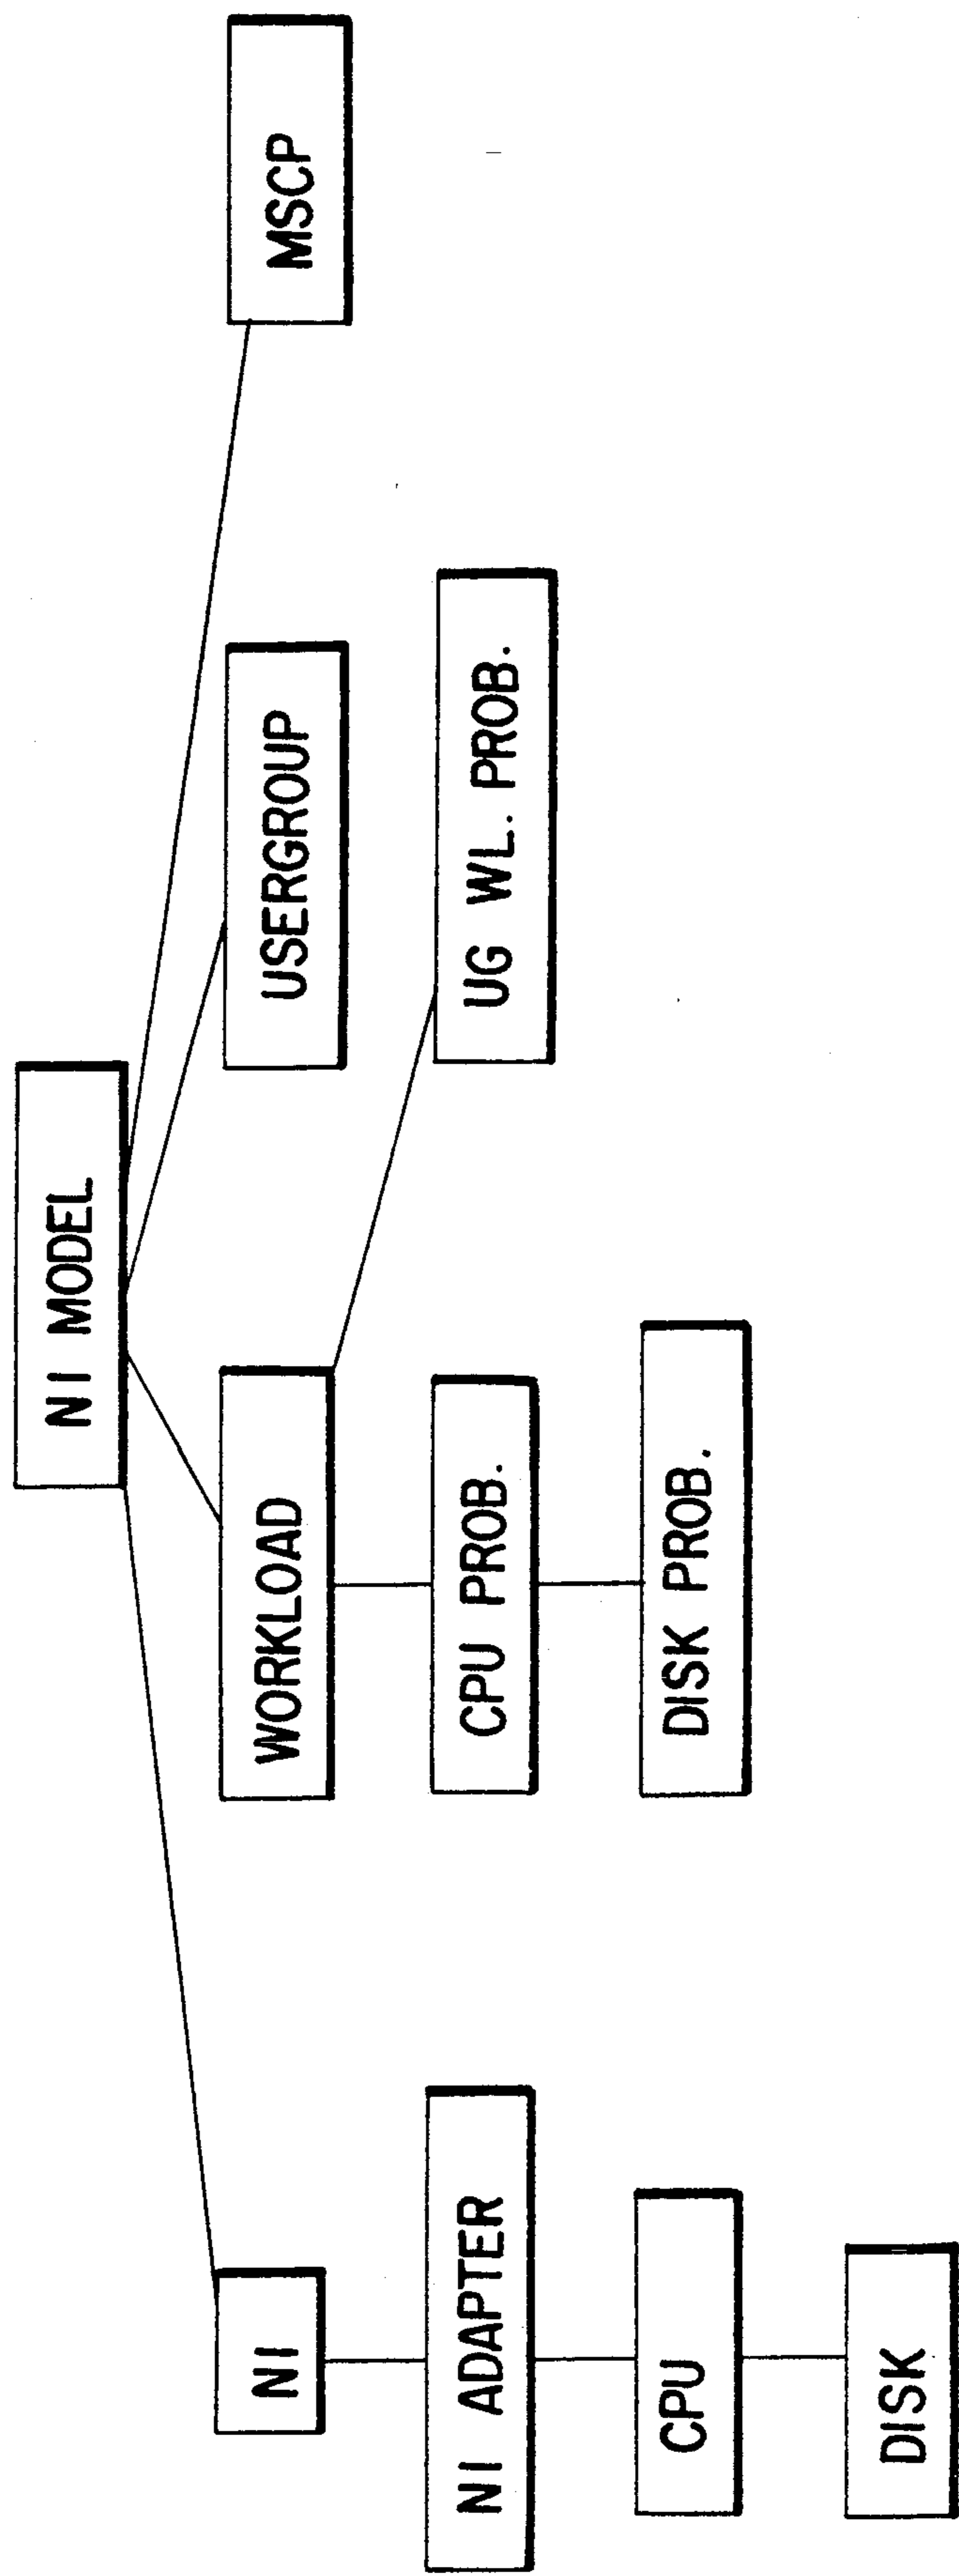 NI MODEL
NI
WORKLOAD
USERGROUP
MSCP
NI ADAPTER
CPU PROB.
UG WL. PROB.
CPU
DISK PROB.
DISK